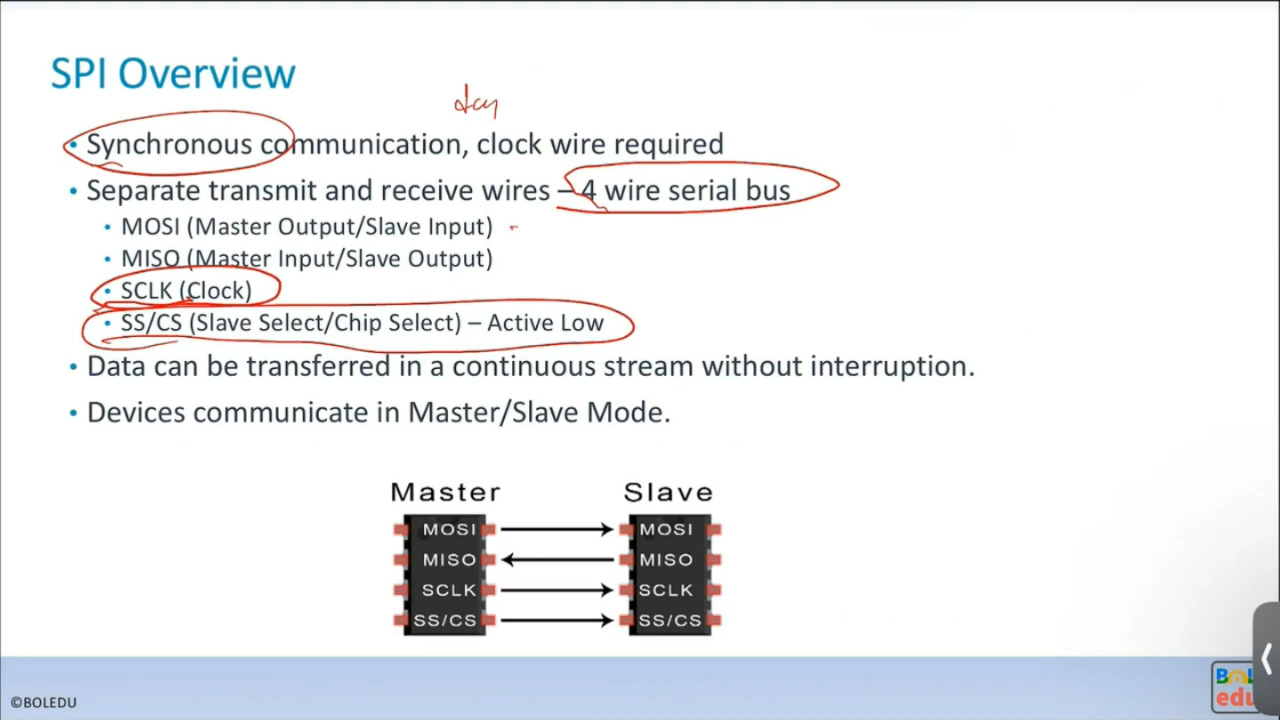 SPI Overview
• Synchronous communication, clock wire required
• Separate transmit and receive wires – 4 wire serial bus
• MOSI (Master Output/Slave Input)
• MISO (Master Input/Slave Output)
• SCLK (Clock)
• SS/CS (Slave Select/Chip Select) – Active Low
• Data can be transferred in a continuous stream without interruption.
• Devices communicate in Master/Slave Mode.
Master Slave
MOSI MOSI
MISO MISO
SCLK SCLK
SS/CS SS/CS
©BOLEDU
BOL
edu